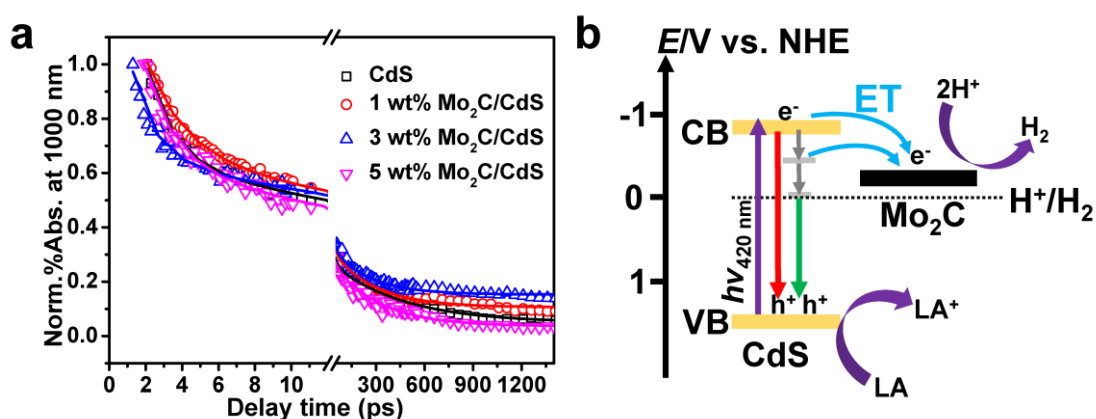 a
Norm.%Abs. at 1000 nm
1.0
0.8
0.6
0.4
0.2
0.0
CdS
1 wt% Mo₂C/CdS
3 wt% Mo₂C/CdS
5 wt% Mo₂C/CdS
0 2 4 6 8 10 300 600 900 1200
Delay time (ps)
b
E/V vs. NHE
-1
0
1
CB
e⁻
ET
2H⁺
H₂
e⁻
Mo₂C
H⁺/H₂
hv420 nm
h⁺ h⁺
VB
CdS
LA⁺
LA